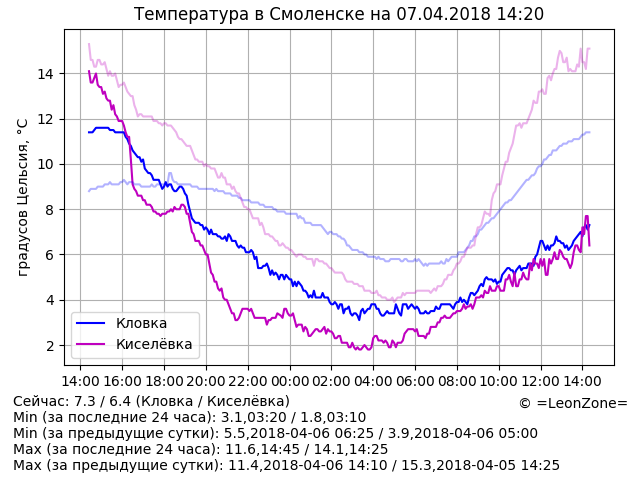 Температура в Смоленске на 07.04.2018 14:20
градусов Цельсия, °C
14
12
10
8
6
4
2
Кловка
Киселёвка
14:00 16:00 18:00 20:00 22:00 00:00 02:00 04:00 06:00 08:00 10:00 12:00 14:00
Сейчас: 7.3 / 6.4 (Кловка / Киселёвка)
© =LeonZone=
Min (за последние 24 часа): 3.1,03:20 / 1.8,03:10
Min (за предыдущие сутки): 5.5,2018-04-06 06:25 / 3.9,2018-04-06 05:00
Max (за последние 24 часа): 11.6,14:45 / 14.1,14:25
Max (за предыдущие сутки): 11.4,2018-04-06 14:10 / 15.3,2018-04-05 14:25